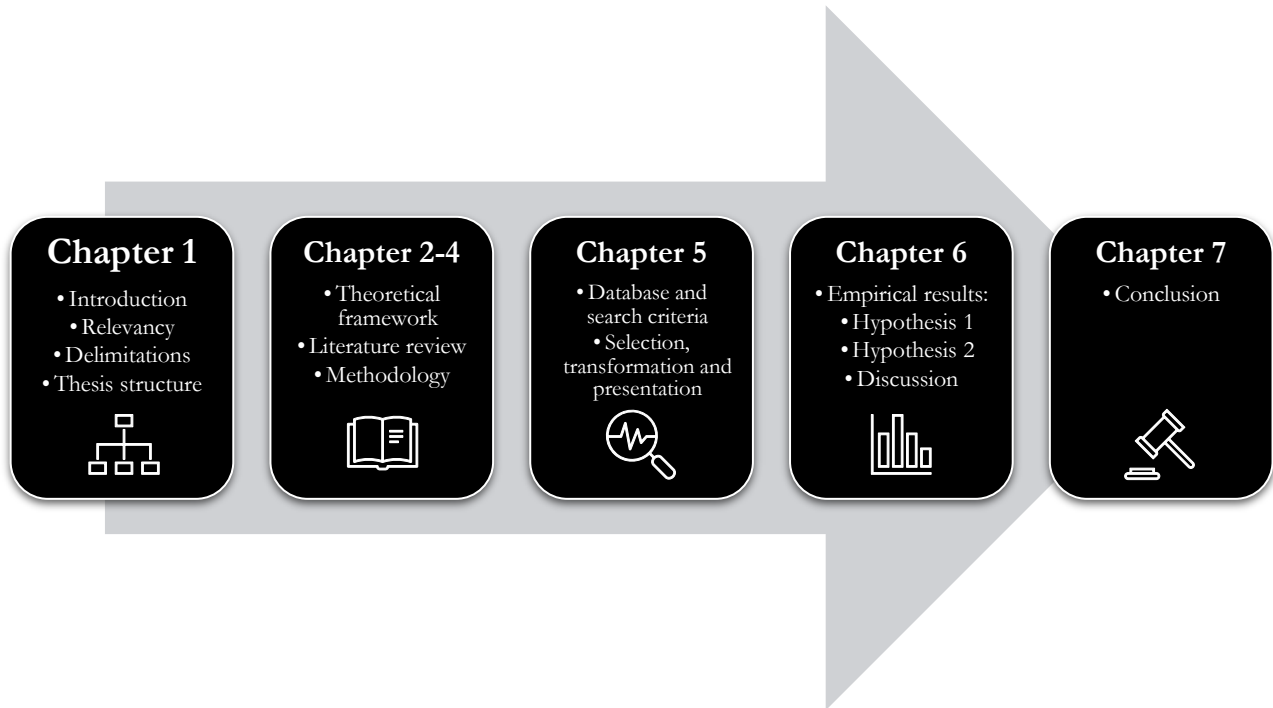 Chapter 1
• Introduction
• Relevancy
• Delimitations
• Thesis structure
Chapter 2-4
• Theoretical
framework
• Literature review
• Methodology
Chapter 5
• Database and
search criteria
• Selection,
transformation and
presentation
Chapter 6
• Empirical results:
• Hypothesis 1
• Hypothesis 2
• Discussion
Chapter 7
• Conclusion